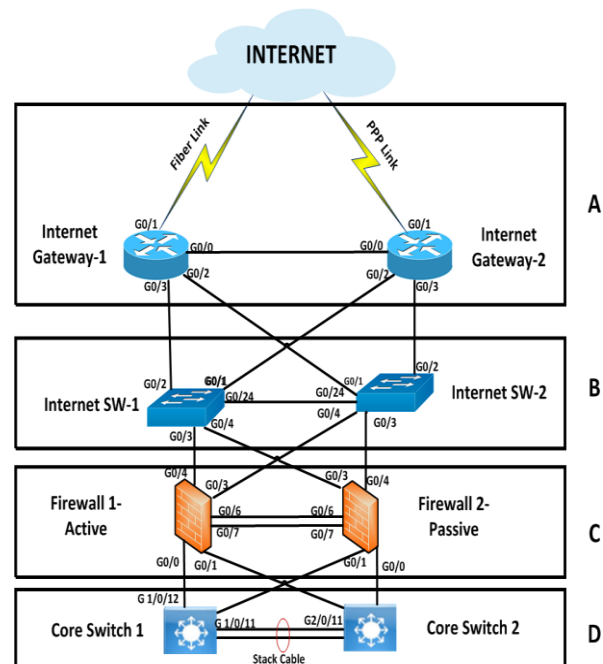 INTERNET
Fiber Link
PPP Link
A
G0/1
G0/1
Internet
Gateway-1
G0/0
G0/0
Internet
Gateway-2
G0/2
G0/2
G0/3
G0/3
B
G0/2
G0/1
G0/1
G0/2
Internet SW-1
G0/24
G0/24
Internet SW-2
G0/3
G0/4
G0/4
G0/3
C
G0/4
G0/3
G0/3
G0/4
Firewall 1-
Active
G0/6
G0/6
G0/7
G0/7
Firewall 2-
Passive
G0/0
G0/1
G0/1
G0/0
D
G 1/0/12
Core Switch 1
G 1/0/11
G2/0/11
Core Switch 2
Stack Cable